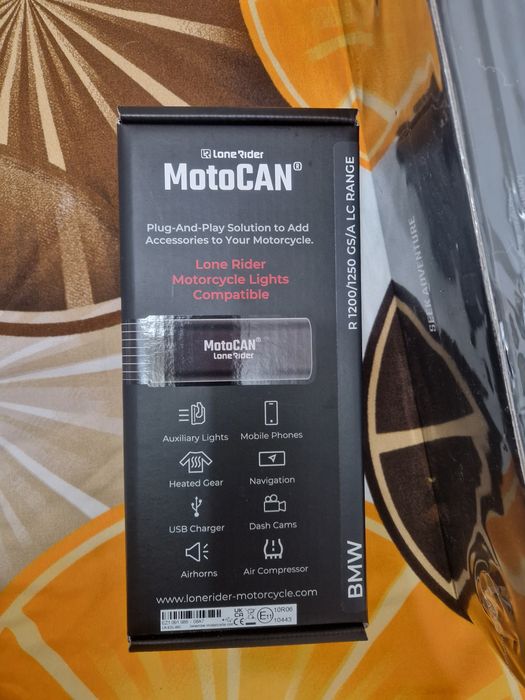 Lone Rider
MotoCAN®
Plug-And-Play Solution to Add
Accessories to Your Motorcycle.
Lone Rider
Motorcycle Lights
Compatible
MotoCAN®
Lone Rider
Auxiliary Lights
Mobile Phones
Heated Gear
Navigation
USB Charger
Dash Cams
Airhorns
Air Compressor
www.lonerider-motorcycle.com
10R06
10443
BMW
R 1200/1250 GS/A LC RANGE
SEEK ADVENTURE